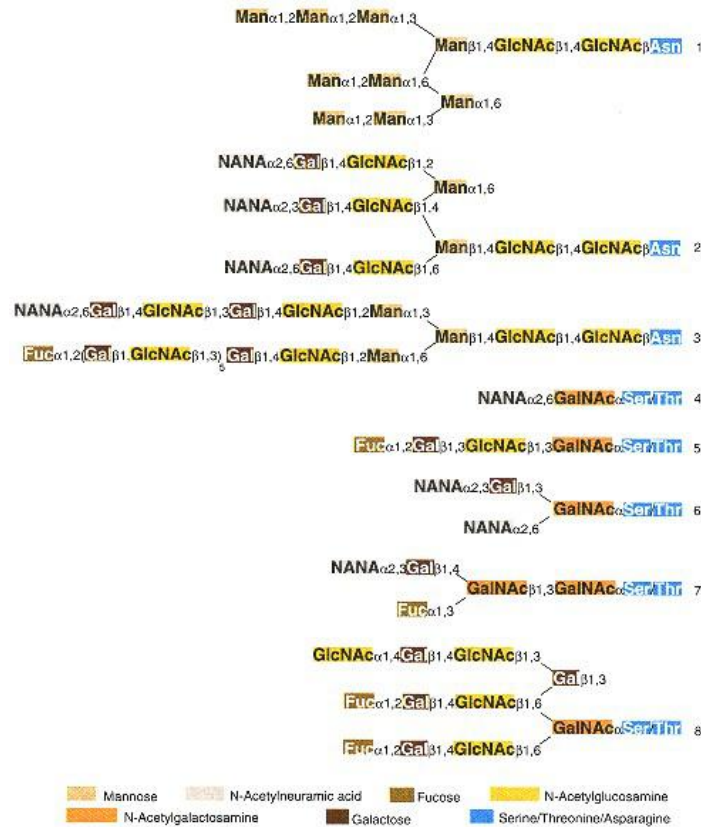 Manα1,2Manα1,2Manα1,3
Manβ1,4GlcNAcβ1,4GlcNAcβAsn 1
Manα1,2Manα1,6
Manα1,6
Manα1,2Manα1,3
NANAα2,6Galβ1,4GlcNAcβ1,2
Manα1,6
NANAα2,3Galβ1,4GlcNAcβ1,4
Manβ1,4GlcNAcβ1,4GlcNAcβAsn 2
NANAα2,6Galβ1,4GlcNAcβ1,6
NANAα2,6Galβ1,4GlcNAcβ1,3Galβ1,4GlcNAcβ1,2Manα1,3
Manβ1,4GlcNAcβ1,4GlcNAcβAsn 3
Fucα1,2(Galβ1,GlcNAcβ1,3)5Galβ1,4GlcNAcβ1,2Manα1,6
NANAα2,6GalNAcαSer/Thr 4
Fucα1,2Galβ1,3GlcNAcβ1,3GalNAcαSer/Thr 5
NANAα2,3Galβ1,3
GalNAcαSer/Thr 6
NANAα2,6
NANAα2,3Galβ1,4
GalNAcβ1,3GalNAcαSer/Thr 7
Fucα1,3
GlcNAcα1,4Galβ1,4GlcNAcβ1,3
Galβ1,3
Fucα1,2Galβ1,4GlcNAcβ1,6
GalNAcαSer/Thr 8
Fucα1,2Galβ1,4GlcNAcβ1,6
Mannose N-Acetylneuramic acid Fucose N-Acetylglucosamine
N-Acetylgalactosamine Galactose Serine/Threonine/Asparagine